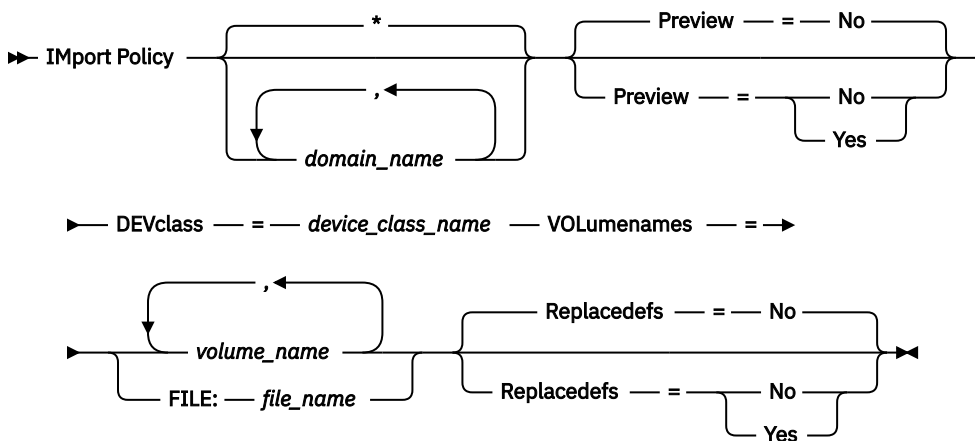 *
Preview = No
IMport Policy
,
domain_name
Preview = No
Yes
DEVclass = device_class_name VOLumenames =
,
volume_name
FILE: file_name
Replacedefs = No
Replacedefs = No
Yes